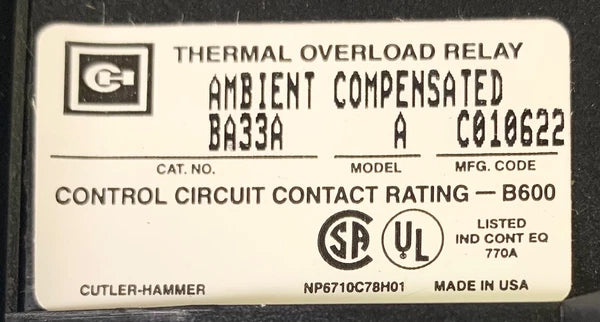 THERMAL OVERLOAD RELAY
AMBIENT COMPENSATED
BA33A A C010622
CAT. NO. MODEL MFG. CODE
CONTROL CIRCUIT CONTACT RATING — B600
SA UL LISTED
IND CONT EQ
770A
CUTLER-HAMMER NP6710C78H01 MADE IN USA